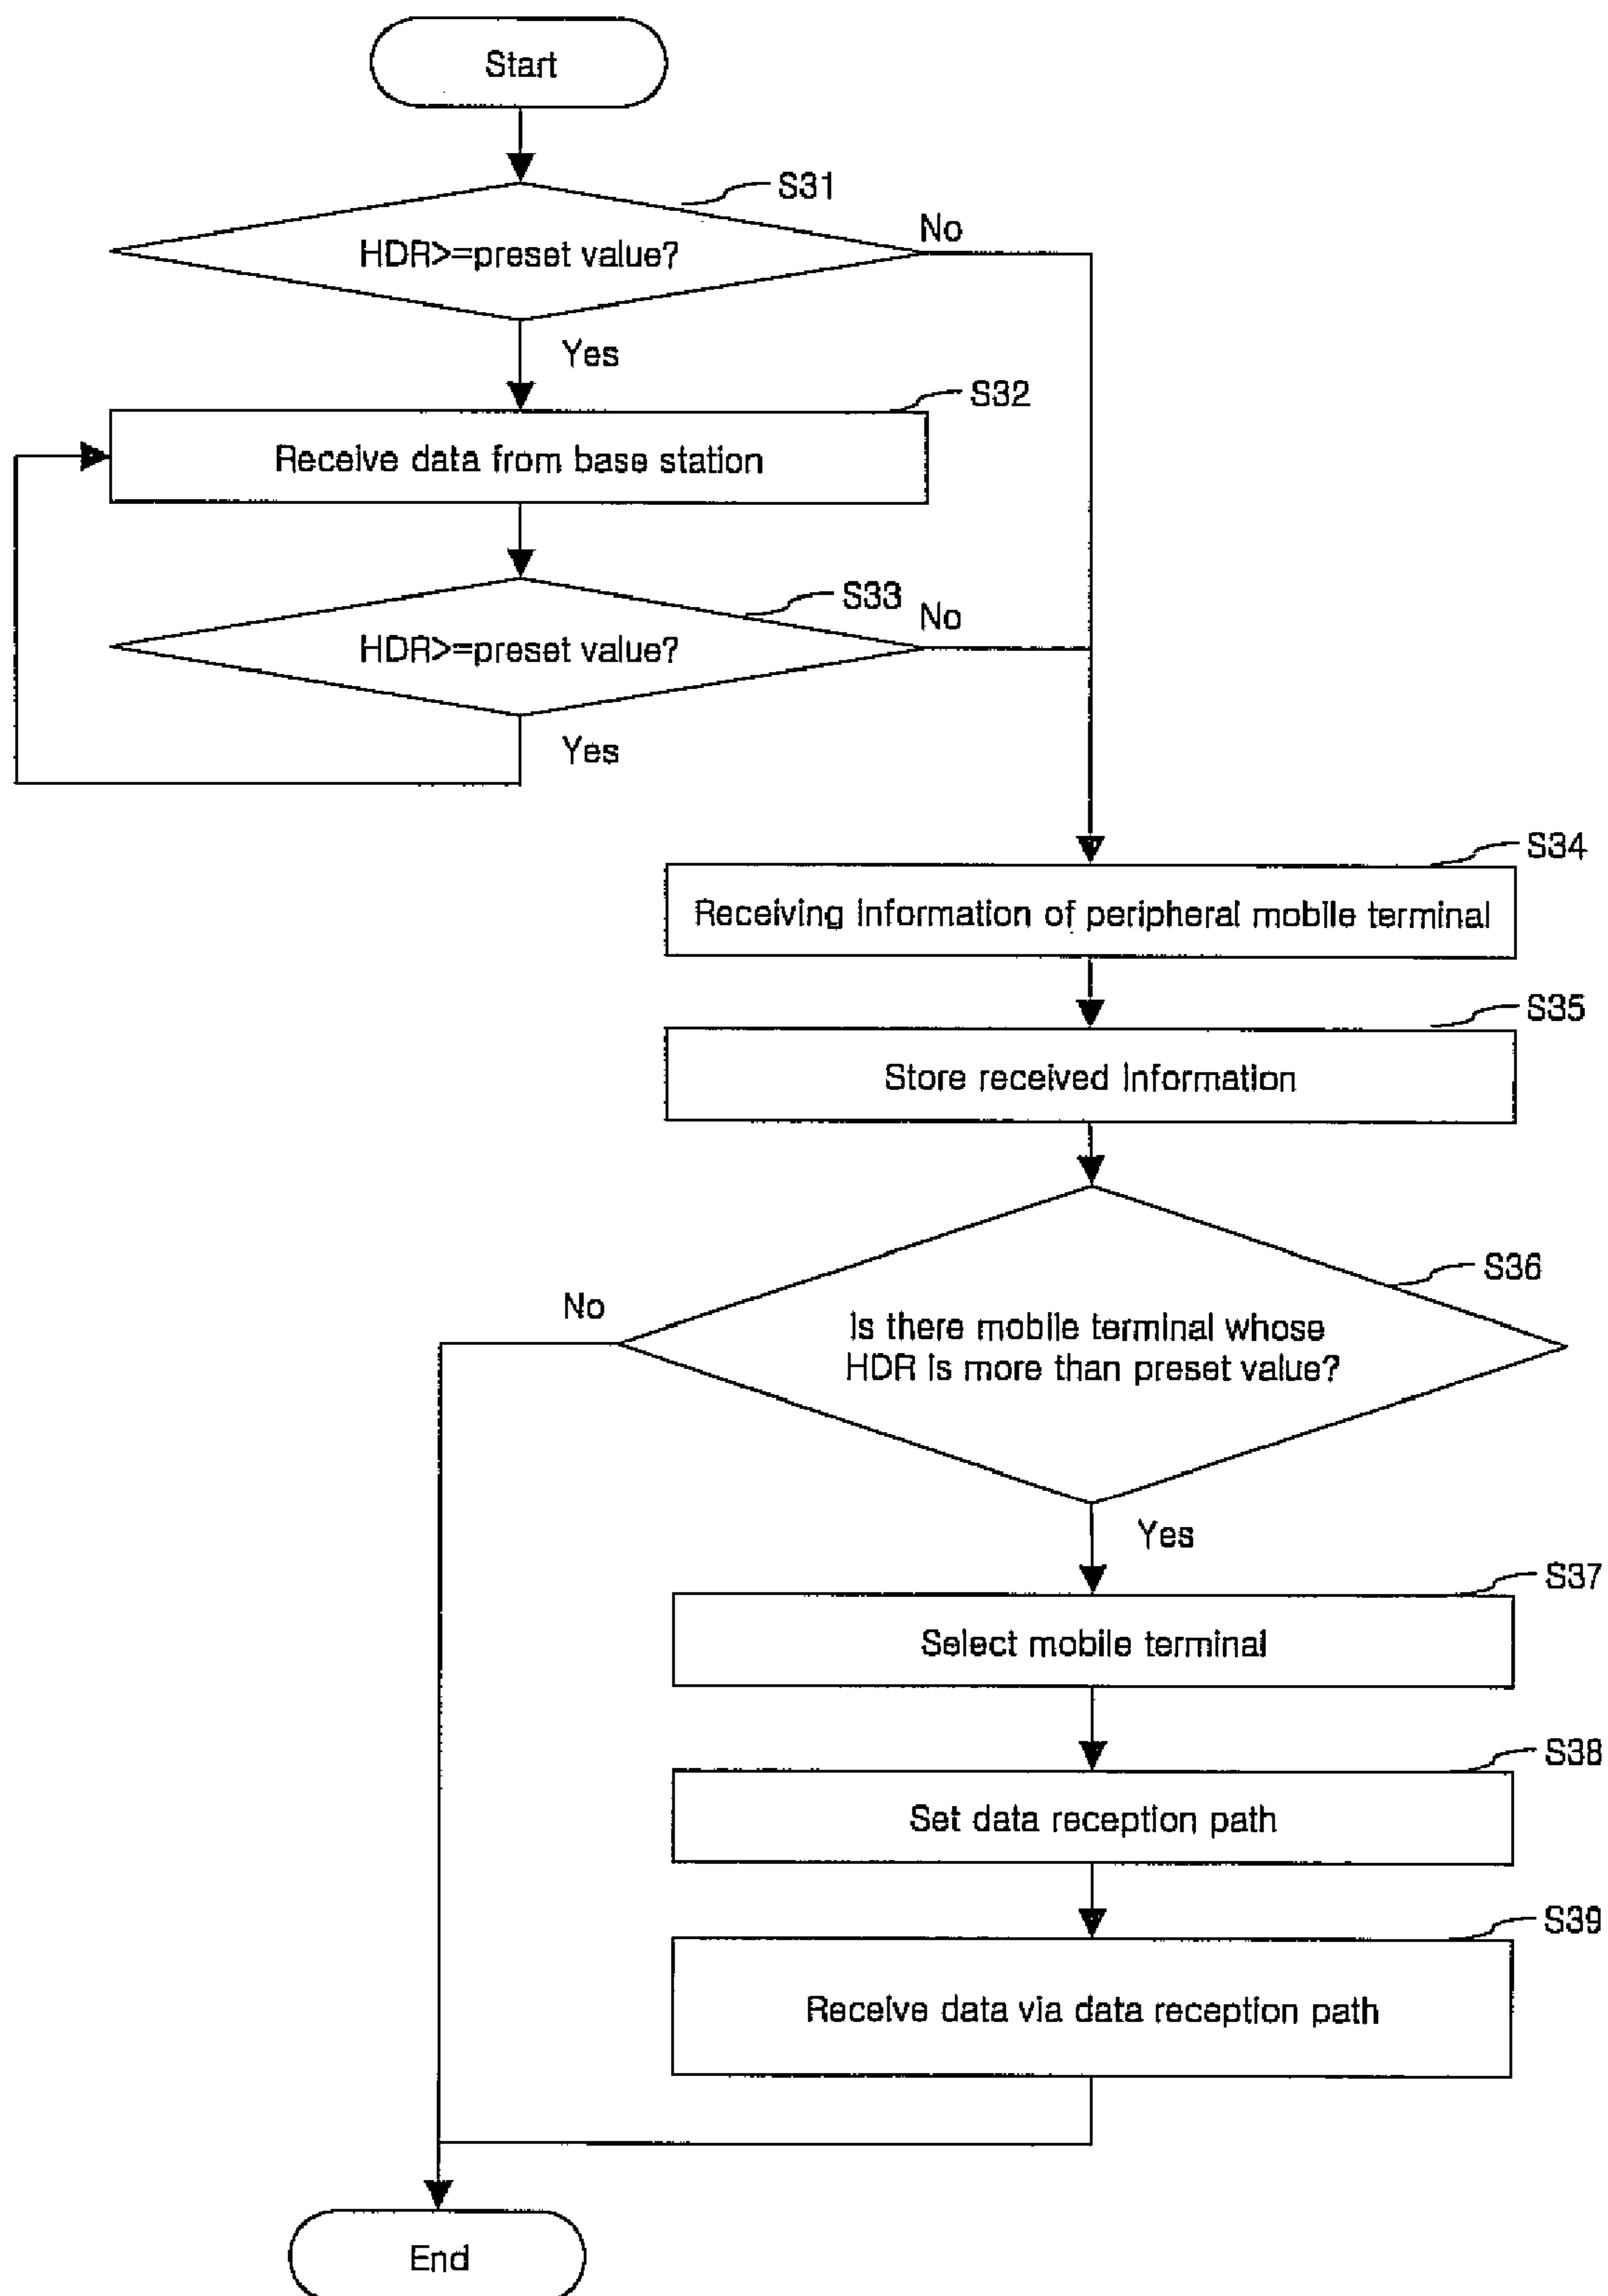 Start
S31
HDR>=preset value?
No
Yes
S32
Receive data from base station
S33
HDR>=preset value?
No
Yes
S34
Receiving information of peripheral mobile terminal
S35
Store received information
S36
No
Is there mobile terminal whose
HDR is more than preset value?
Yes
S37
Select mobile terminal
S38
Set data reception path
S39
Receive data via data reception path
End